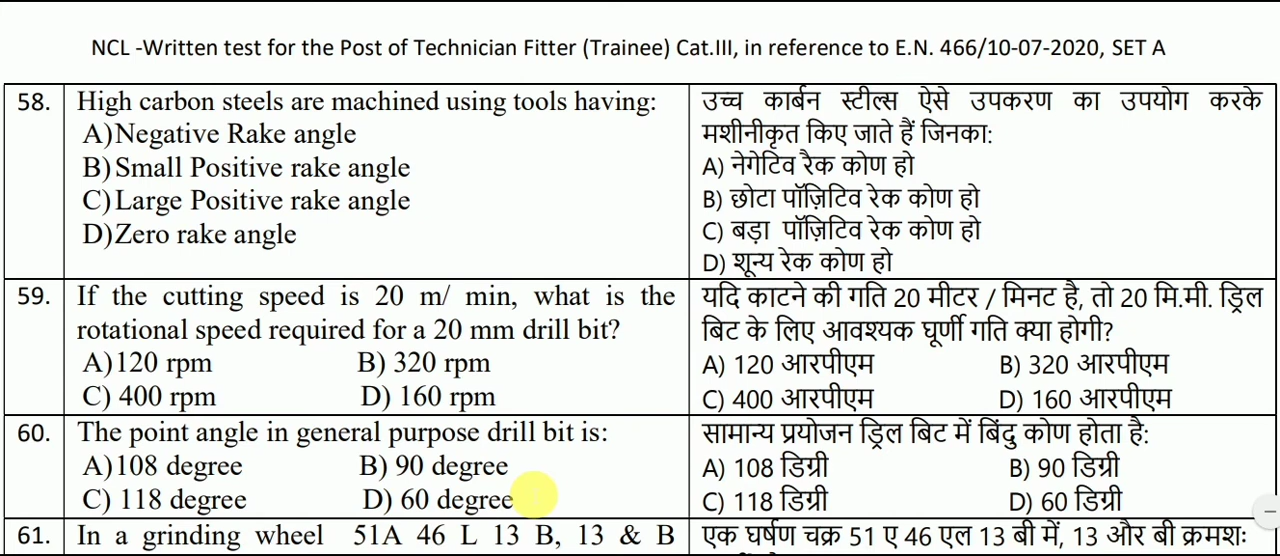 NCL -Written test for the Post of Technician Fitter (Trainee) Cat.III, in reference to E.N. 466/10-07-2020, SET A
58. High carbon steels are machined using tools having:
A)Negative Rake angle
B)Small Positive rake angle
C)Large Positive rake angle
D)Zero rake angle
उच्च कार्बन स्टील्स ऐसे उपकरण का उपयोग करके
मशीनीकृत किए जाते हैं जिनका:
A) नेगेटिव रैक कोण हो
B) छोटा पॉज़िटिव रेक कोण हो
C) बड़ा पॉज़िटिव रेक कोण हो
D) शून्य रेक कोण हो
59. If the cutting speed is 20 m/ min, what is the
rotational speed required for a 20 mm drill bit?
A)120 rpm B) 320 rpm
C) 400 rpm D) 160 rpm
यदि काटने की गति 20 मीटर / मिनट है, तो 20 मि.मी. ड्रिल
बिट के लिए आवश्यक घूर्णी गति क्या होगी?
A) 120 आरपीएम B) 320 आरपीएम
C) 400 आरपीएम D) 160 आरपीएम
60. The point angle in general purpose drill bit is:
A)108 degree B) 90 degree
C) 118 degree D) 60 degree
सामान्य प्रयोजन ड्रिल बिट में बिंदु कोण होता है:
A) 108 डिग्री B) 90 डिग्री
C) 118 डिग्री D) 60 डिग्री
61. In a grinding wheel 51A 46 L 13 B, 13 & B
एक घर्षण चक्र 51 ए 46 एल 13 बी में, 13 और बी क्रमशः